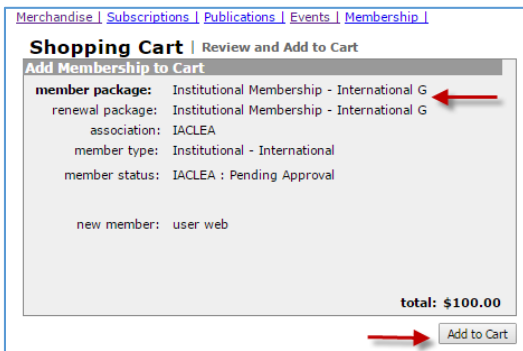 Merchandise | Subscriptions | Publications | Events | Membership |
Shopping Cart | Review and Add to Cart
Add Membership to Cart
member package: Institutional Membership - International G
renewal package: Institutional Membership - International G
association: IACLEA
member type: Institutional - International
member status: IACLEA : Pending Approval
new member: user web
total: $100.00
Add to Cart